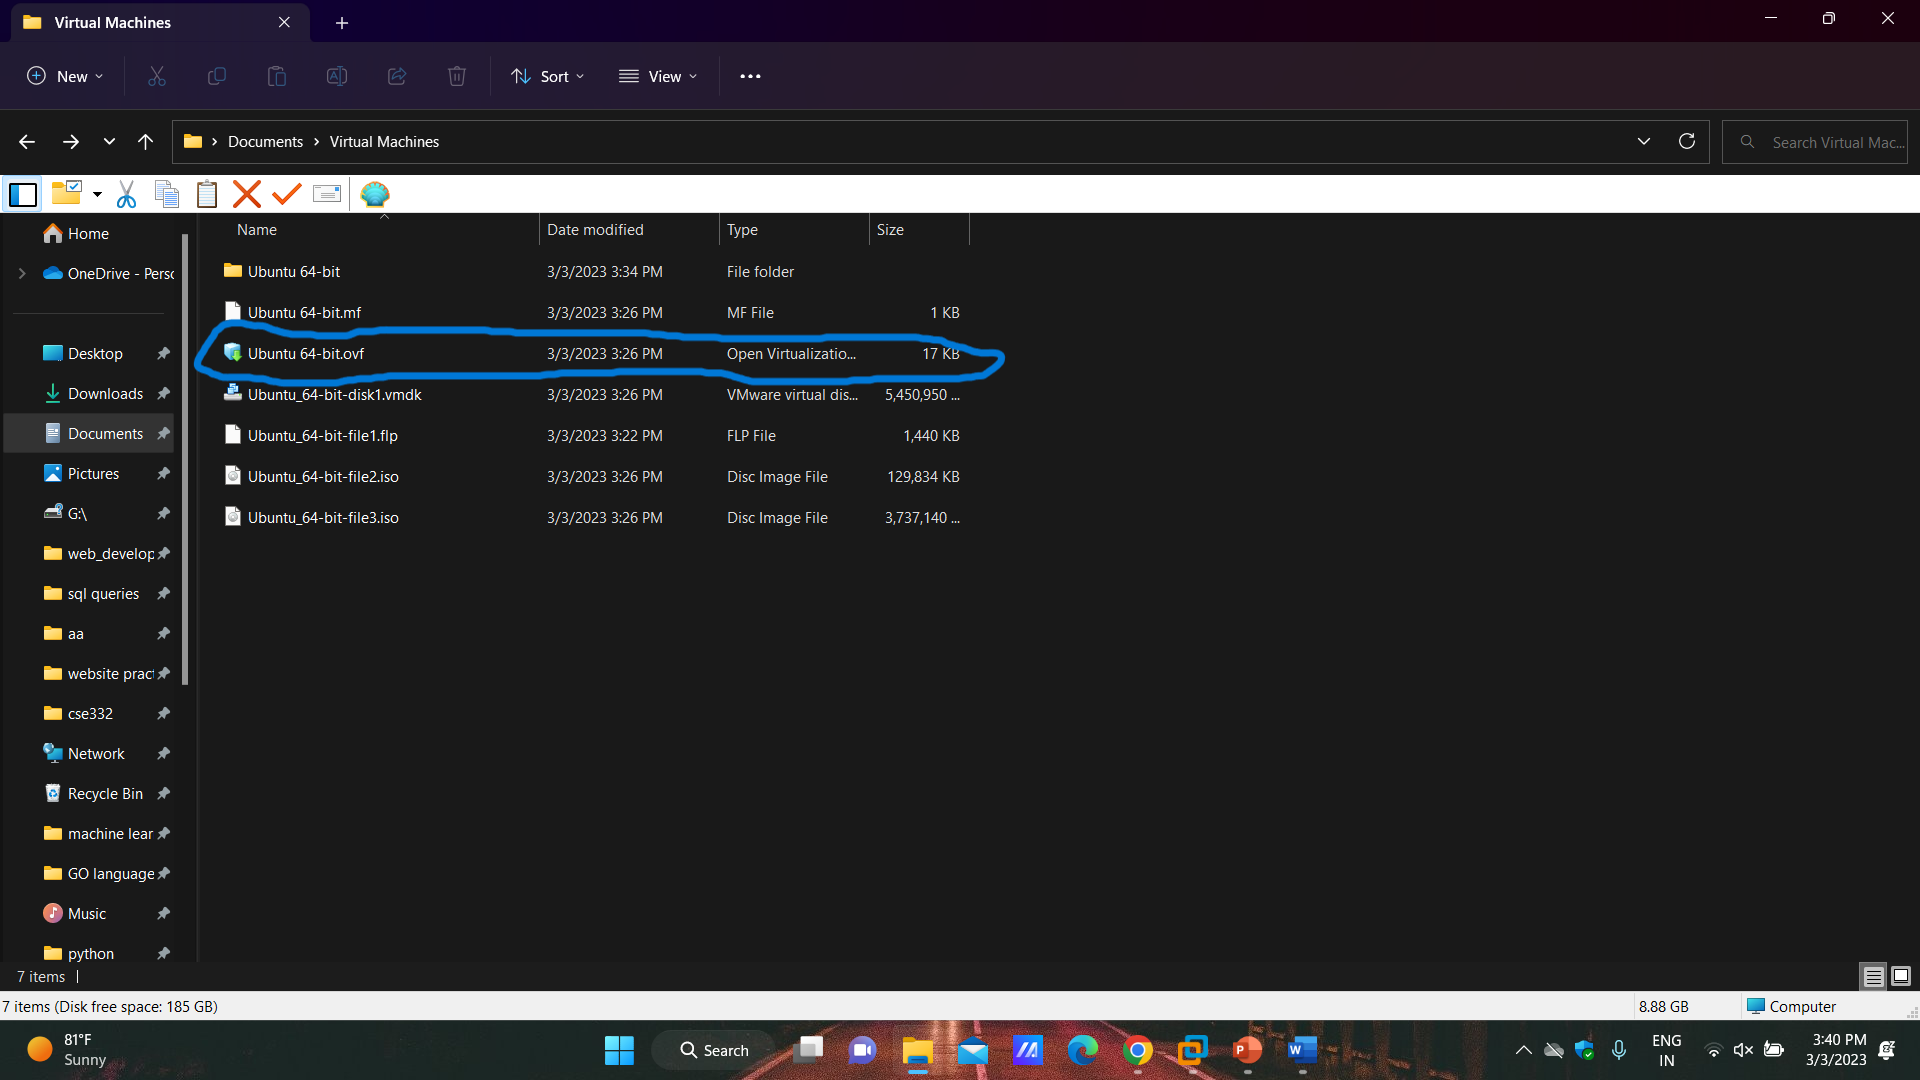 Virtual Machines
New
Sort
View
Documents > Virtual Machines
Search Virtual Mac...
Home
OneDrive - Perso
Desktop
Downloads
Documents
Pictures
G:\
web_develop
sql queries
aa
website pract
cse332
Network
Recycle Bin
machine lear
GO language
Music
python
Name Date modified Type Size
Ubuntu 64-bit 3/3/2023 3:34 PM File folder
Ubuntu 64-bit.mf 3/3/2023 3:26 PM MF File 1 KB
Ubuntu 64-bit.ovf 3/3/2023 3:26 PM Open Virtualizatio... 17 KB
Ubuntu_64-bit-disk1.vmdk 3/3/2023 3:26 PM VMware virtual dis... 5,450,950 ...
Ubuntu_64-bit-file1.flp 3/3/2023 3:22 PM FLP File 1,440 KB
Ubuntu_64-bit-file2.iso 3/3/2023 3:26 PM Disc Image File 129,834 KB
Ubuntu_64-bit-file3.iso 3/3/2023 3:26 PM Disc Image File 3,737,140 ...
7 items
7 items (Disk free space: 185 GB) 8.88 GB Computer
81°F
Sunny
Search
ENG
IN
3:40 PM
3/3/2023